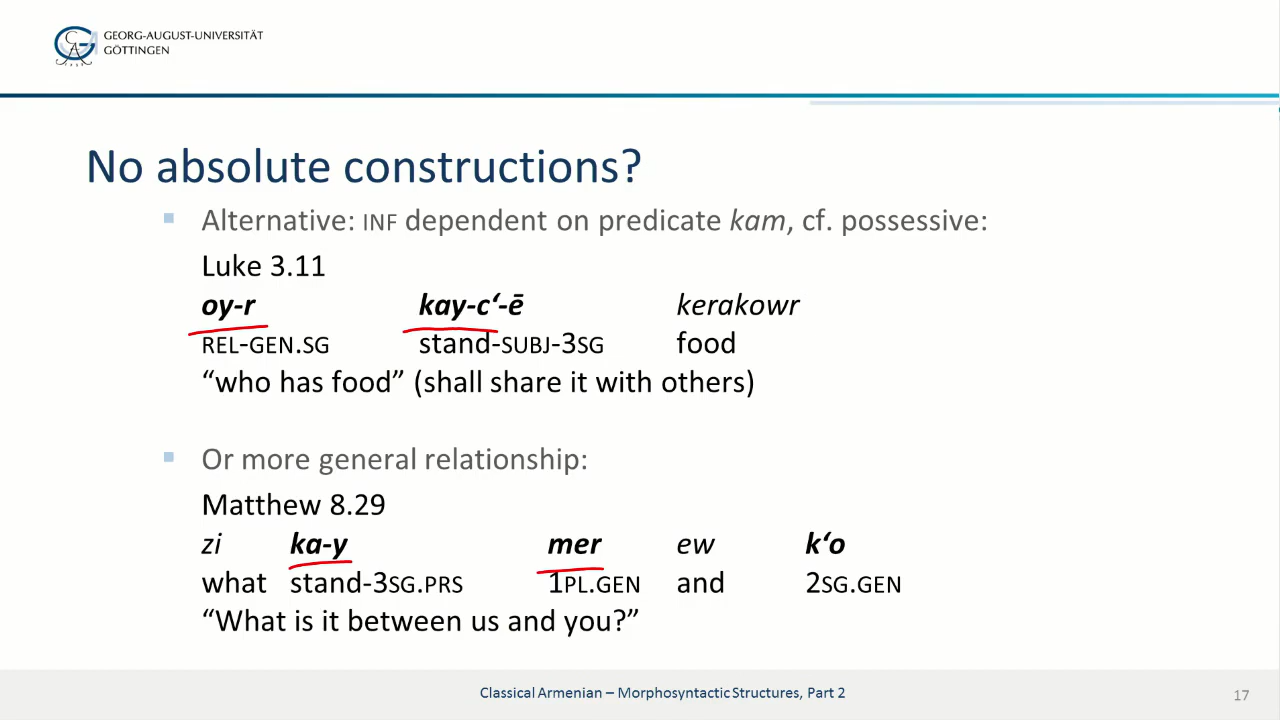 GEORG-AUGUST-UNIVERSITÄT
GÖTTINGEN
No absolute constructions?
Alternative: INF dependent on predicate kam, cf. possessive:
Luke 3.11
oy-r kay-c‘-ē kerakowr
REL-GEN.SG stand-SUBJ-3SG food
“who has food” (shall share it with others)
Or more general relationship:
Matthew 8.29
zi ka-y mer ew k‘o
what stand-3SG.PRS 1PL.GEN and 2SG.GEN
“What is it between us and you?”
Classical Armenian – Morphosyntactic Structures, Part 2
17